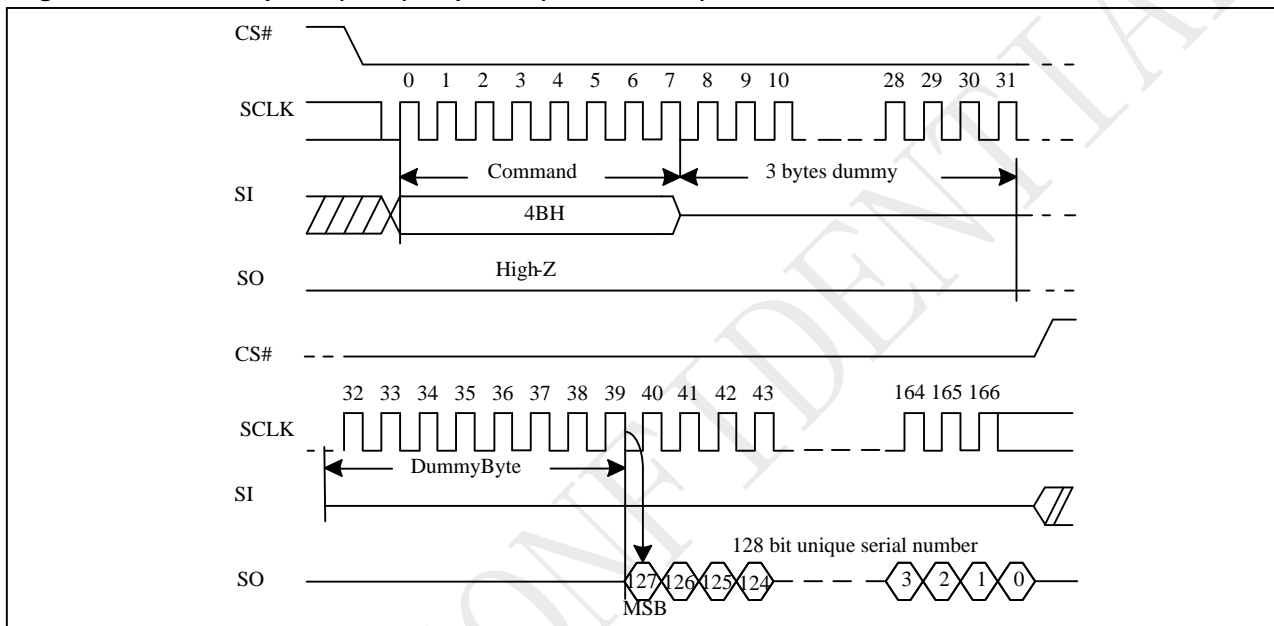 CS#
0 1 2 3 4 5 6 7 8 9 10 28 29 30 31
SCLK
Command 3 bytes dummy
SI
4BH
High-Z
SO
CS#
32 33 34 35 36 37 38 39 40 41 42 43 164 165 166
SCLK
DummyByte
SI
128 bit unique serial number
SO 127 126 125 124 3 2 1 0
MSB